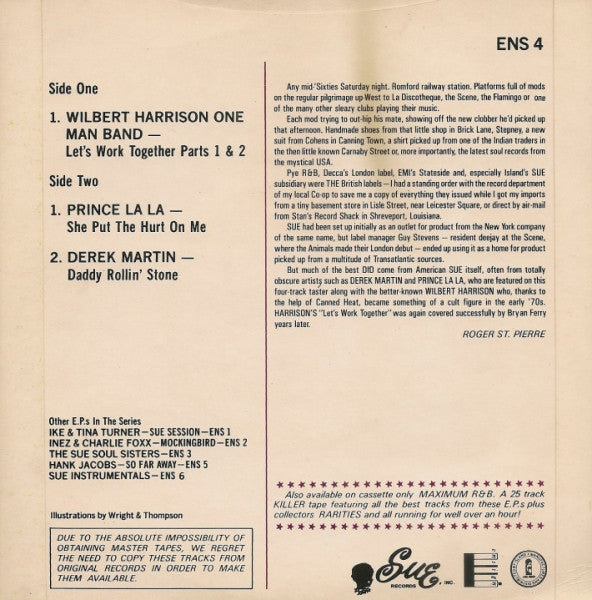 ENS 4
Side One
1. WILBERT HARRISON ONE
MAN BAND —
Let's Work Together Parts 1 & 2
Side Two
1. PRINCE LA LA —
She Put The Hurt On Me
2. DEREK MARTIN —
Daddy Rollin' Stone
Any mid-'Sixties Saturday night. Romford railway station. Platforms full of mods
on the regular pilgrimage up West to La Discotheque, the Scene, the Flamingo or one
of the many other sleazy clubs playing their music.
Each mod trying to out-hip his mate, showing off the new clobber he'd picked up
that afternoon. Handmade shoes from that little shop in Brick Lane, Stepney, a new
suit from Cohens in Canning Town, a shirt picked up from one of the Indian traders in
the then little known Carnaby Street or, more importantly, the latest soul records from
the mystical USA.
Pye R&B, Decca's London label, EMI's Stateside and, especially Island's SUE
subsidiary were THE British labels – I had a standing order with the record department
of my local Co-op to save me a copy of everything they issued while I got my imports
from a tiny basement store in Lisle Street, near Leicester Square, or direct by air-mail
from Stan's Record Shack in Shreveport, Louisiana.
SUE had been set up initially as an outlet for product from the New York company
of the same name, but label manager Guy Stevens – resident deejay at the Scene,
where the Animals made their London debut – ended up using it as a home for product
picked up from a multitude of Transatlantic sources.
But much of the best DID come from American SUE itself, often from totally
obscure artists such as DEREK MARTIN and PRINCE LA LA, who are featured on this
four-track taster along with the better-known WILBERT HARRISON who, thanks to
the help of Canned Heat, became something of a cult figure in the early '70s.
HARRISON'S "Let's Work Together" was again covered successfully by Bryan Ferry
years later.
ROGER ST. PIERRE
Other E.P.s In The Series
IKE & TINA TURNER – SUE SESSION – ENS 1
INEZ & CHARLIE FOXX – MOCKINGBIRD – ENS 2
THE SUE SOUL SISTERS – ENS 3
HANK JACOBS – SO FAR AWAY – ENS 5
SUE INSTRUMENTALS – ENS 6
Illustrations by Wright & Thompson
DUE TO THE ABSOLUTE IMPOSSIBILITY OF
OBTAINING MASTER TAPES, WE REGRET
THE NEED TO COPY THESE TRACKS FROM
ORIGINAL RECORDS IN ORDER TO MAKE
THEM AVAILABLE.
Also available on cassette only MAXIMUM R&B. A 25 track
KILLER tape featuring all the best tracks from these E.P.s plus
collectors RARITIES and all running for well over an hour!
Sue
RECORDS, INC.